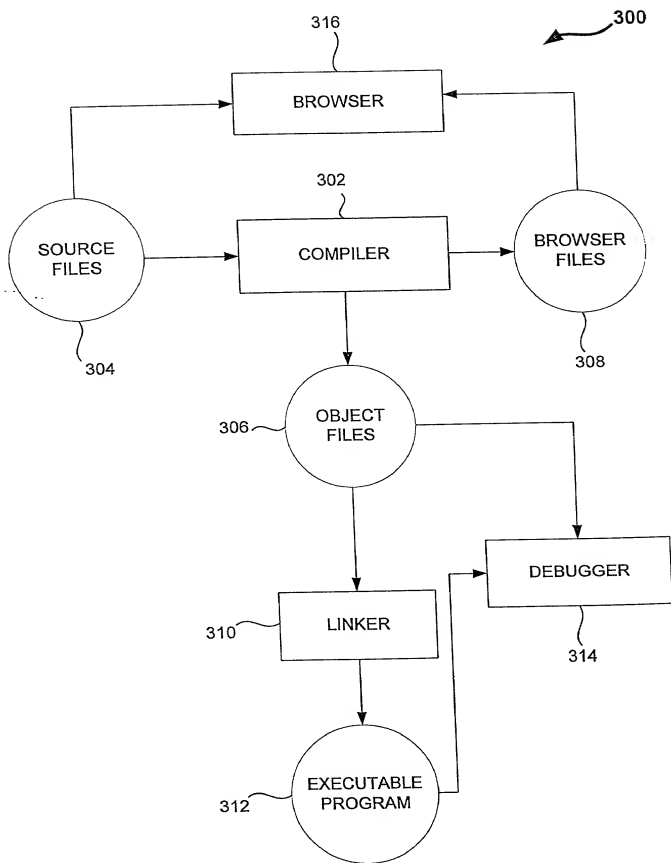 300
316
BROWSER
302
SOURCE
FILES
COMPILER
BROWSER
FILES
304
308
306
OBJECT
FILES
DEBUGGER
310
LINKER
314
312
EXECUTABLE
PROGRAM